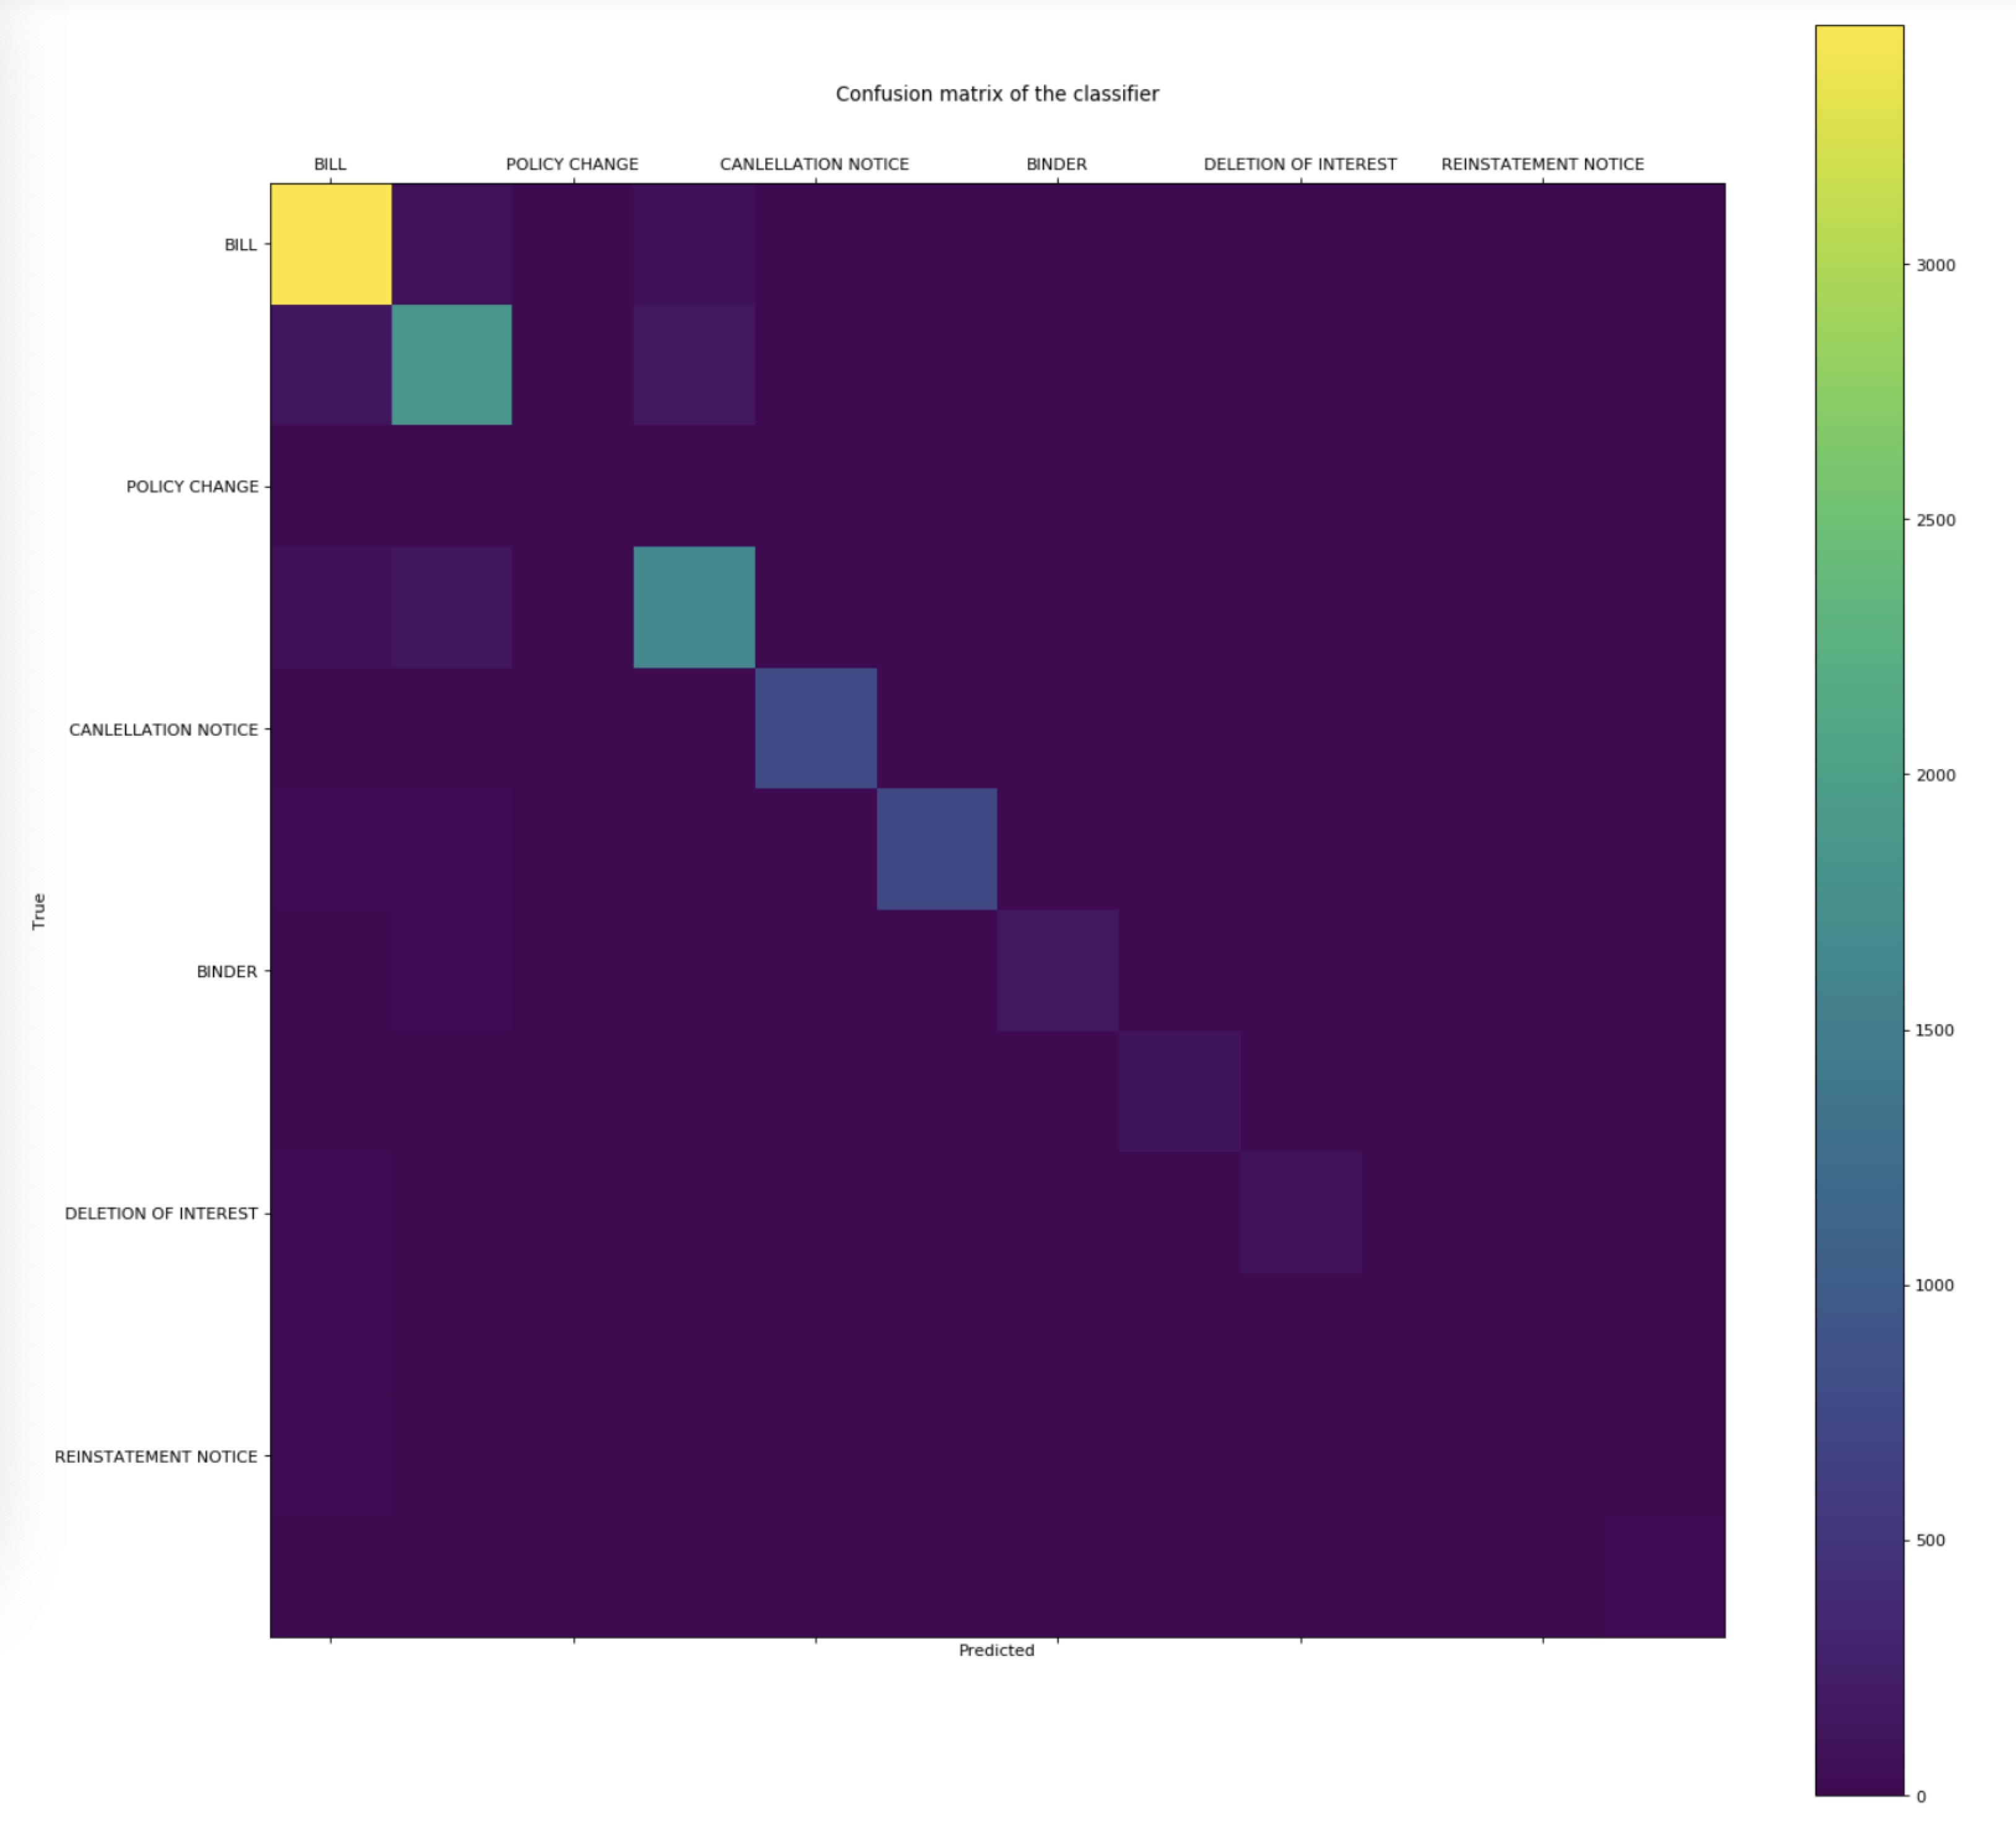 Confusion matrix of the classifier
BILL POLICY CHANGE CANLELLATION NOTICE BINDER DELETION OF INTEREST REINSTATEMENT NOTICE
BILL
POLICY CHANGE
CANLELLATION NOTICE
BINDER
DELETION OF INTEREST
REINSTATEMENT NOTICE
True
Predicted
3000
2500
2000
1500
1000
500
0